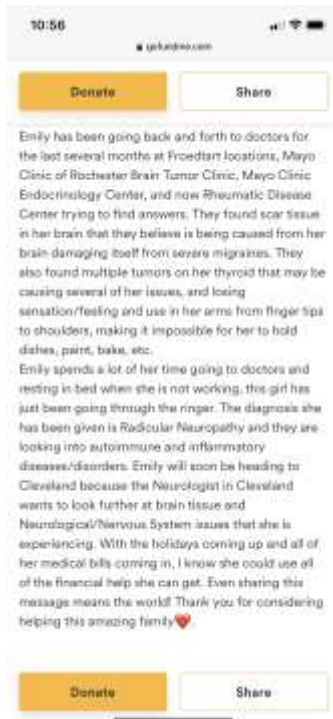 10:56
gofundme.com
Donate
Share
Emily has been going back and forth to doctors for
the last several months at Froedtart locations, Mayo
Clinic of Rochester Brain Tumor Clinic, Mayo Clinic
Endocrinology Center, and now Rheumatic Disease
Center trying to find answers. They found scar tissue
in her brain that they believe is being caused from her
brain damaging itself from severe migraines. They
also found multiple tumors on her thyroid that may be
causing several of her issues, and losing
sensation/feeling and use in her arms from finger tips
to shoulders, making it impossible for her to hold
dishes, paint, bake, etc.
Emily spends a lot of her time going to doctors and
resting in bed when she is not working, this girl has
just been going through the ringer. The diagnosis she
has been given is Radicular Neuropathy and they are
looking into autoimmune and inflammatory
diseases/disorders. Emily will soon be heading to
Cleveland because the Neurologist in Cleveland
wants to look further at brain tissue and
Neurological/Nervous System issues that she is
experiencing. With the holidays coming up and all of
her medical bills coming in, I know she could use all
of the financial help she can get. Even sharing this
message means the world! Thank you for considering
helping this amazing family❤️
Donate
Share